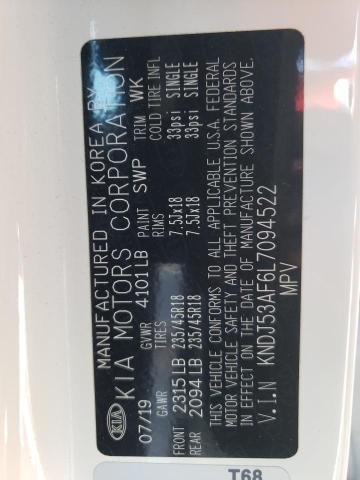 MANUFACTURED IN KOREA BY
KIA KIA MOTORS CORPORATION
07/19 GVWR 4101LB PAINT SWP TRIM WK
GAWR TIRES RIMS COLD TIRE INFL
FRONT 2315LB 235/45R18 7.5Jx18 33psi SINGLE
REAR 2094LB 235/45R18 7.5Jx18 33psi SINGLE
THIS VEHICLE CONFORMS TO ALL APPLICABLE U.S.A. FEDERAL
MOTOR VEHICLE SAFETY AND THEFT PREVENTION STANDARDS
IN EFFECT ON THE DATE OF MANUFACTURE SHOWN ABOVE.
V.I.N KNDJ53AF6L7094522
MPV
T68